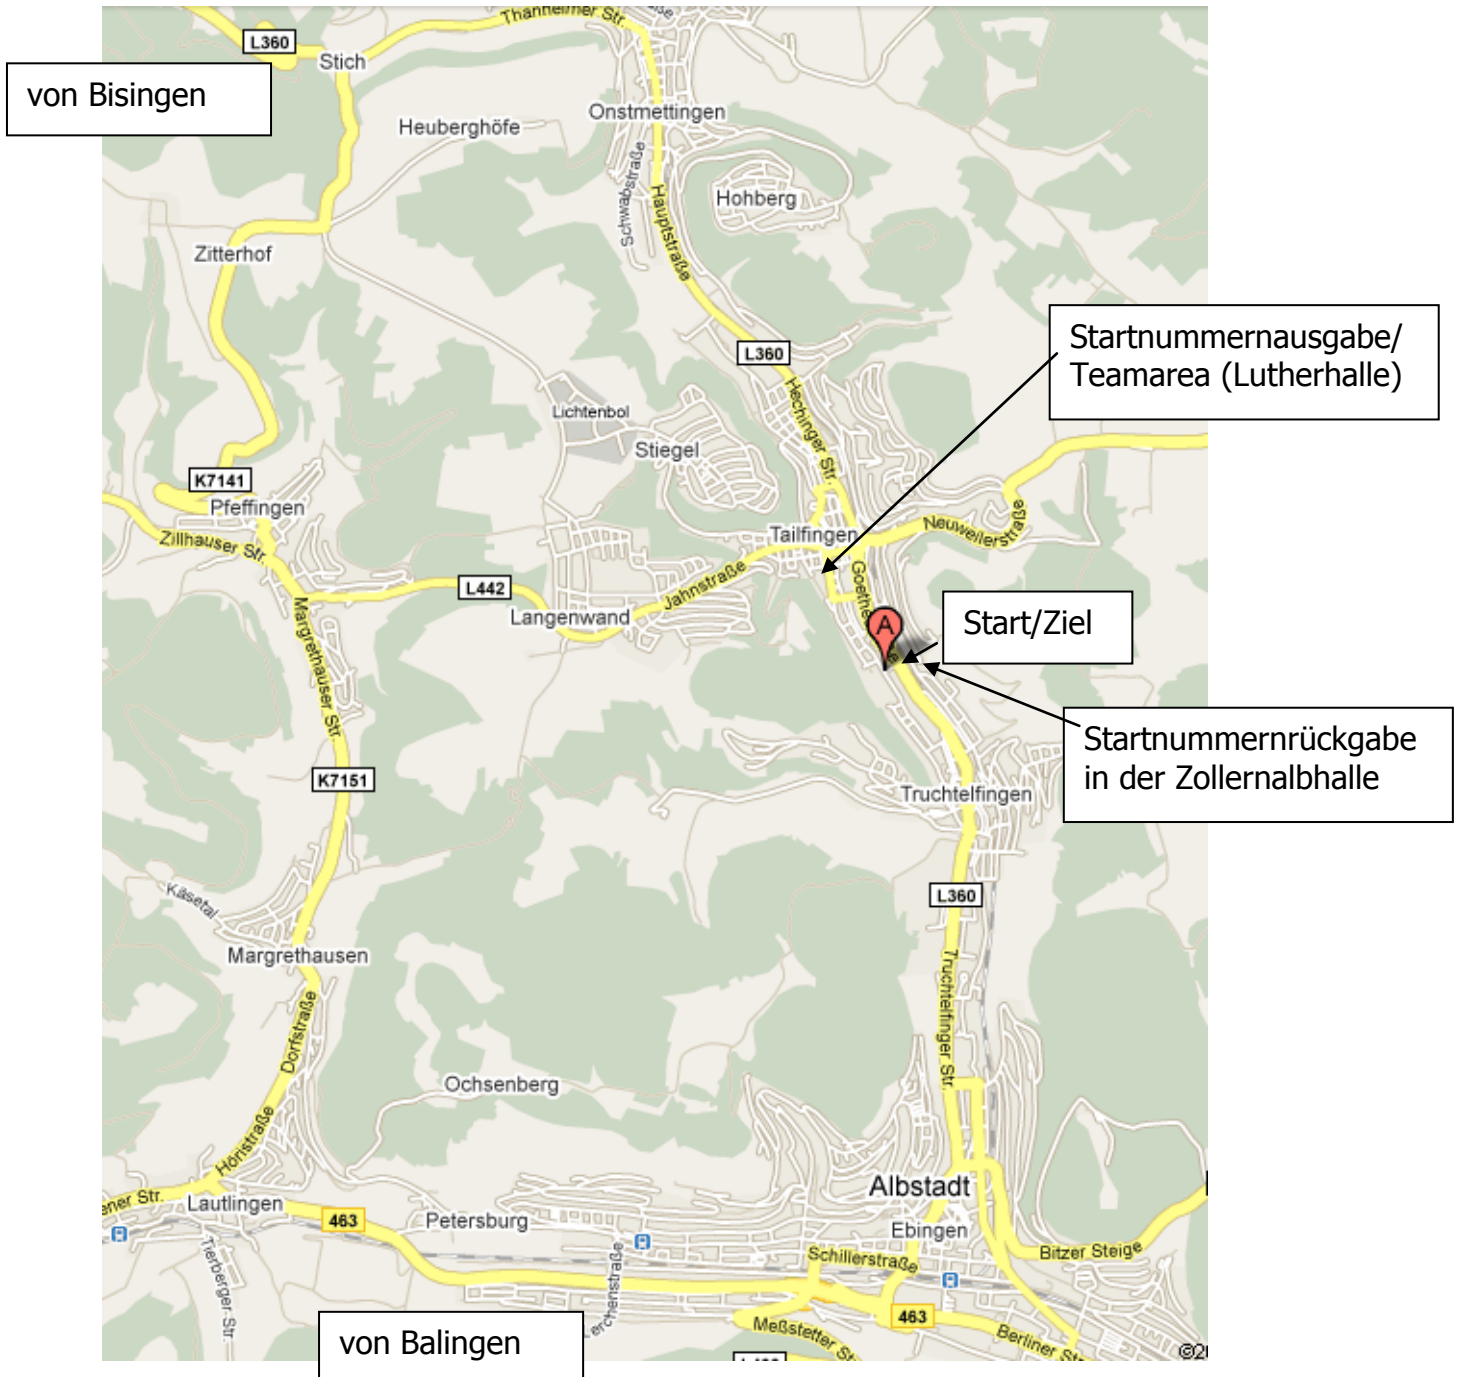 Thanheimer Str.
L360
Stich
von Bisingen
Onstmettingen
Heuberghöfe
Schwabstraße
Hohberg
Hauptstraße
Zitterhof
Startnummernausgabe/
Teamarea (Lutherhalle)
L360
Hechinger Str.
Lichtenbol
Stiegel
K7141
Pfeffingen
Zillhauser Str.
Tailfingen
Neuweilerstraße
Jahnstraße
L442
Langenwand
Margrethauser Str.
A
Start/Ziel
Startnummernrückgabe
in der Zollernalbhalle
K7151
Truchtelfingen
L360
Käsetal
Margrethausen
Truchtelfinger Str.
Dorfstraße
Ochsenberg
Höristraße
Albstadt
Lautlingen
463
Petersburg
Ebingen
Schillerstraße
Bitzer Steige
Tierberger-Str.
463
Meßstetter
Berliner
von Balingen